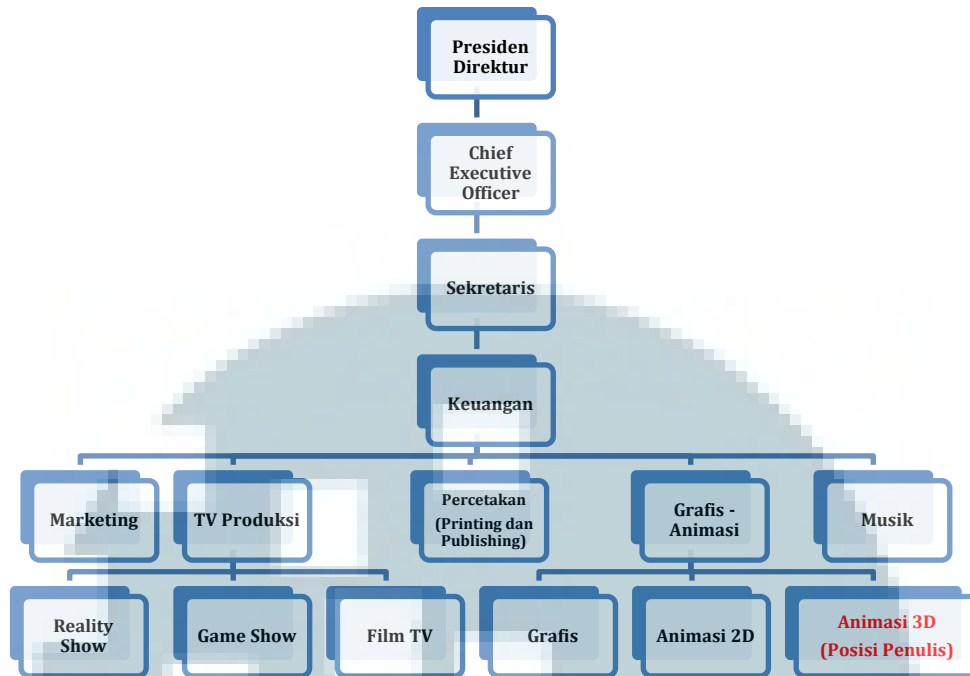 Presiden
Direktur
Chief
Executive
Officer
Sekretaris
Keuangan
Marketing
TV Produksi
Percetakan
(Printing dan
Publishing)
Grafis -
Animasi
Musik
Reality
Show
Game Show
Film TV
Grafis
Animasi 2D
Animasi 3D
(Posisi Penulis)